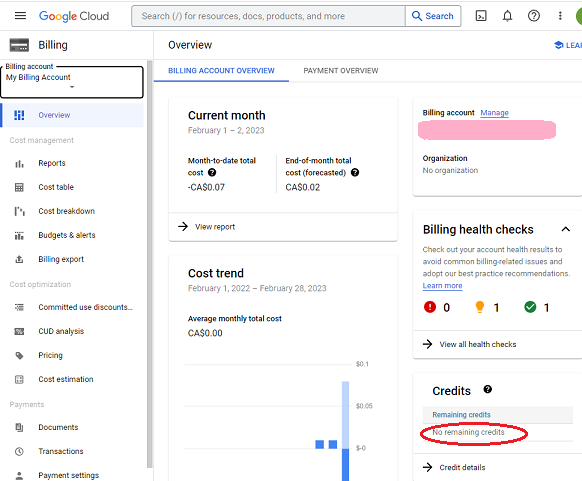 Google Cloud
Search (/) for resources, docs, products, and more
Search
Billing
Overview
LEAR
Billing account
My Billing Account
BILLING ACCOUNT OVERVIEW
PAYMENT OVERVIEW
Overview
Cost management
Reports
Cost table
Cost breakdown
Budgets & alerts
Billing export
Cost optimization
Committed use discounts...
CUD analysis
Pricing
Cost estimation
Payments
Documents
Transactions
Payment settings
Current month
February 1 – 2, 2023
Month-to-date total
cost
-CA$0.07
End-of-month total
cost (forecasted)
CA$0.02
View report
Cost trend
February 1, 2022 – February 28, 2023
Average monthly total cost
CA$0.00
$0.1
$0.05
$-0
Billing account Manage
Organization
No organization
Billing health checks
Check out your account health results to
avoid common billing-related issues and
adopt our best practice recommendations.
Learn more
0
1
1
View all health checks
Credits
Remaining credits
No remaining credits
Credit details